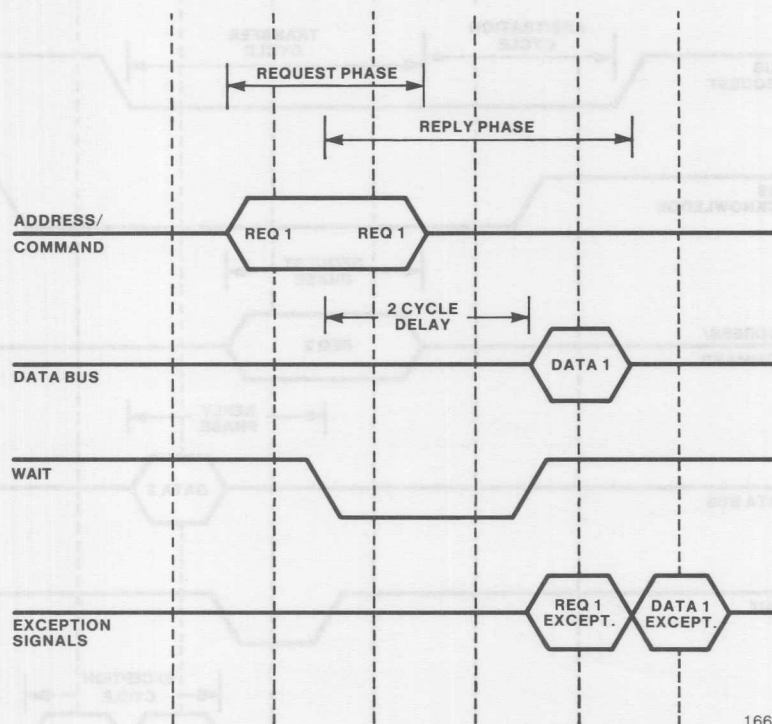 REQUEST PHASE
REPLY PHASE
ADDRESS/
COMMAND
REQ 1 REQ 1
2 CYCLE
DELAY
DATA BUS
DATA 1
WAIT
EXCEPTION
SIGNALS
REQ 1
EXCEPT.
DATA 1
EXCEPT.
166